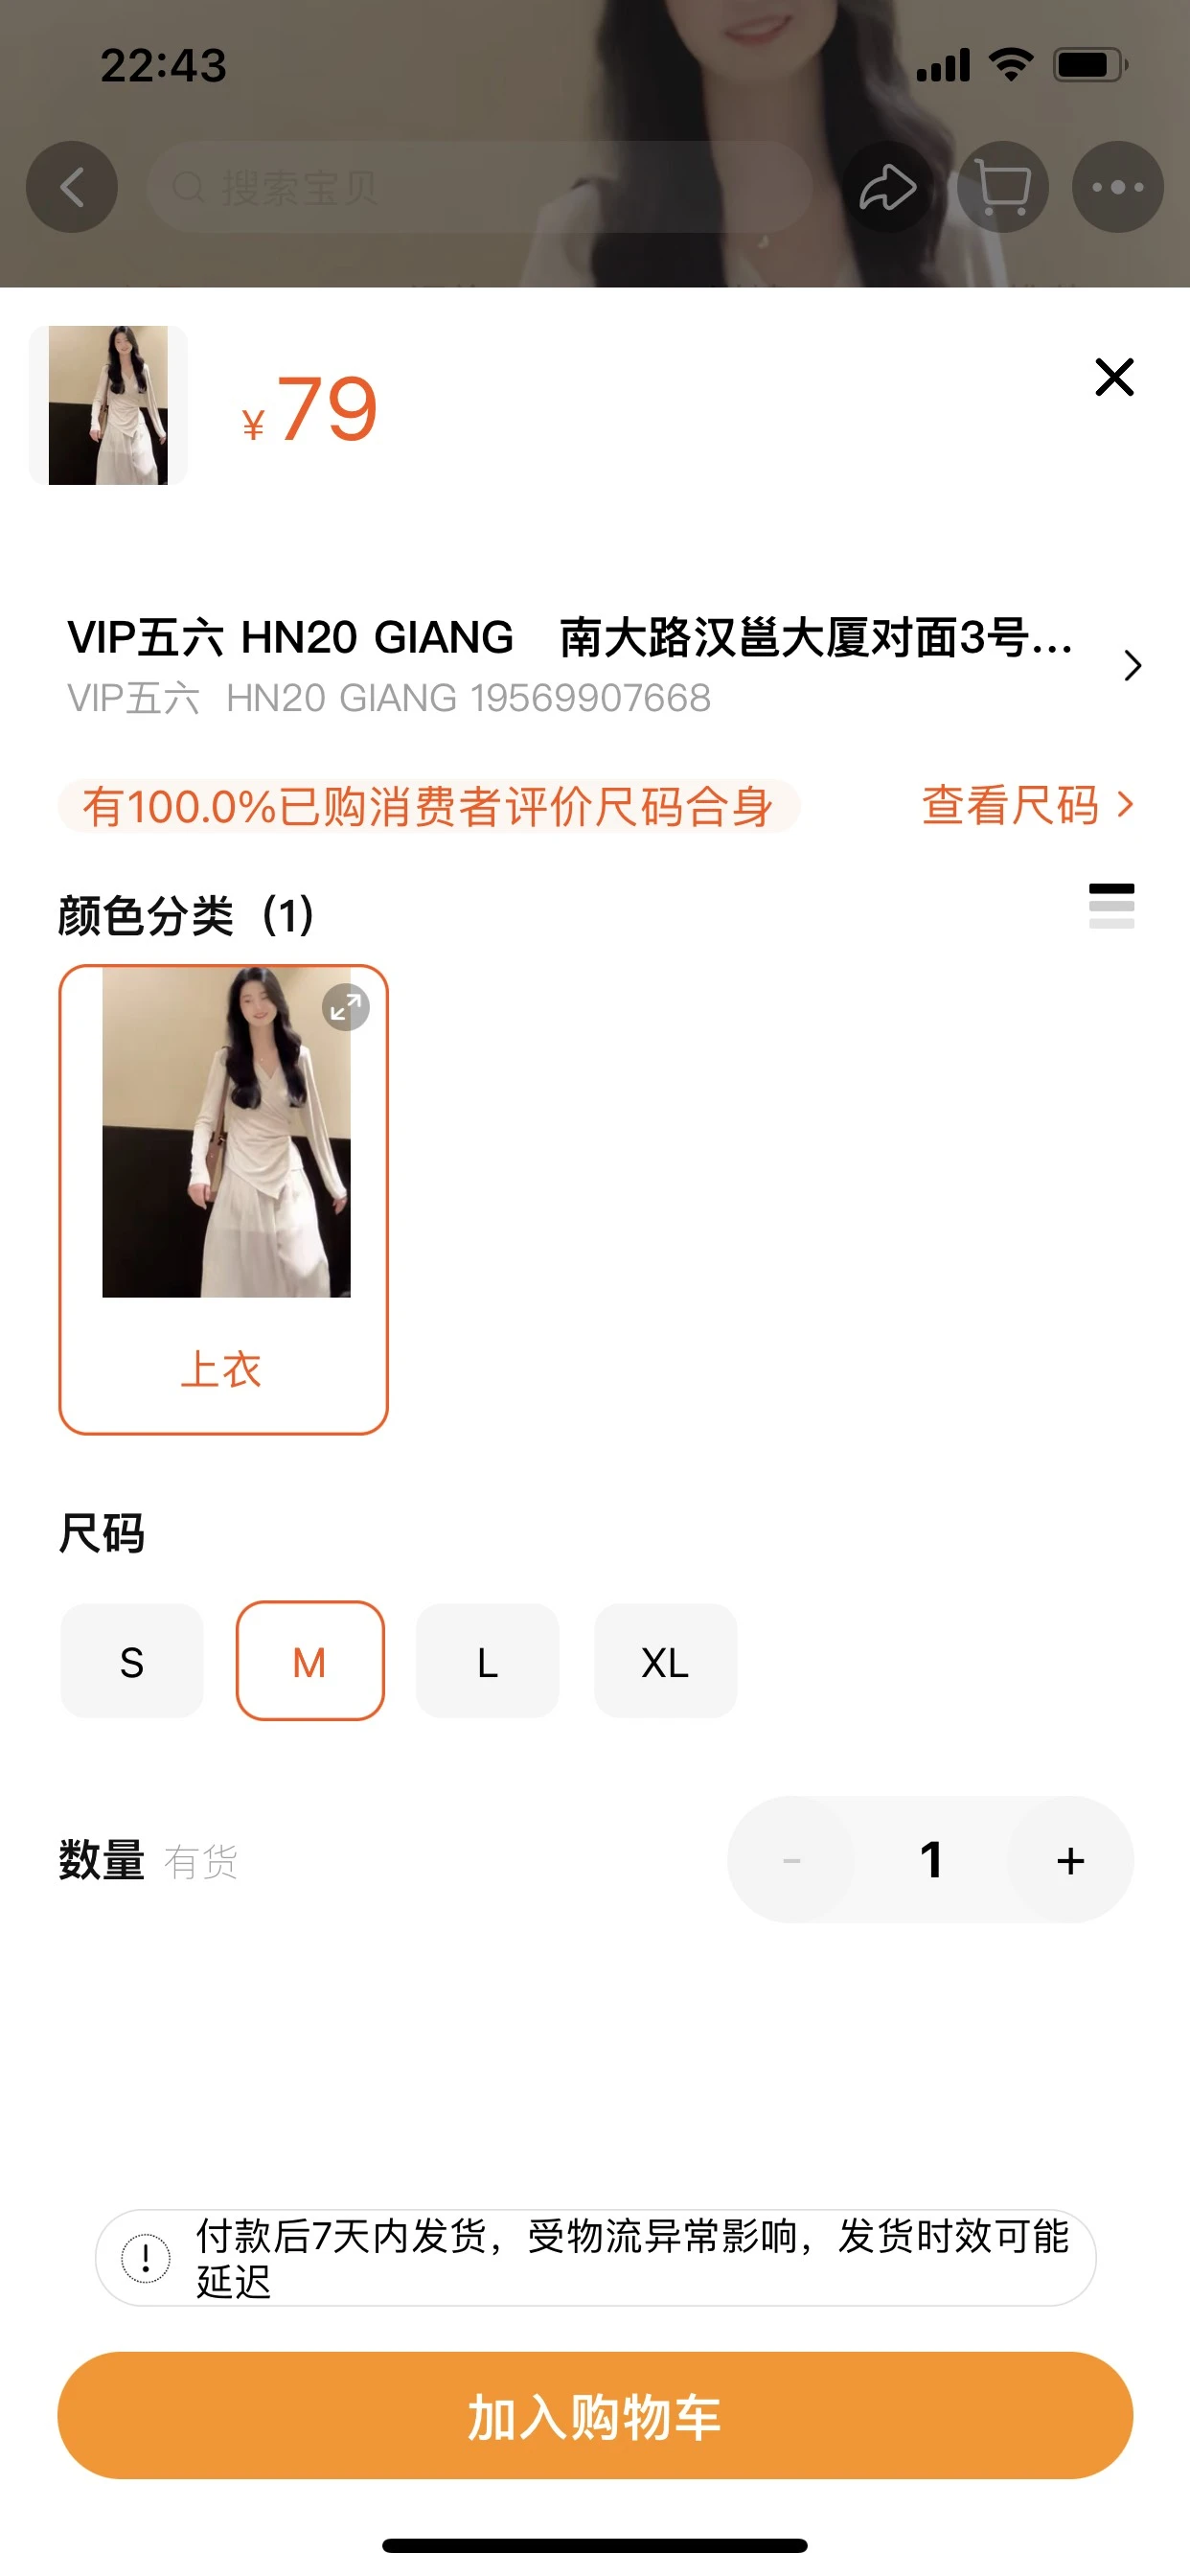 22:43
搜索宝贝
¥79
VIP五六 HN20 GIANG 南大路汉邕大厦对面3号...
VIP五六 HN20 GIANG 19569907668
有100.0%已购消费者评价尺码合身
查看尺码
颜色分类 (1)
上衣
尺码
S
M
L
XL
数量 有货
- 1 +
付款后7天内发货，受物流异常影响，发货时效可能
延迟
加入购物车